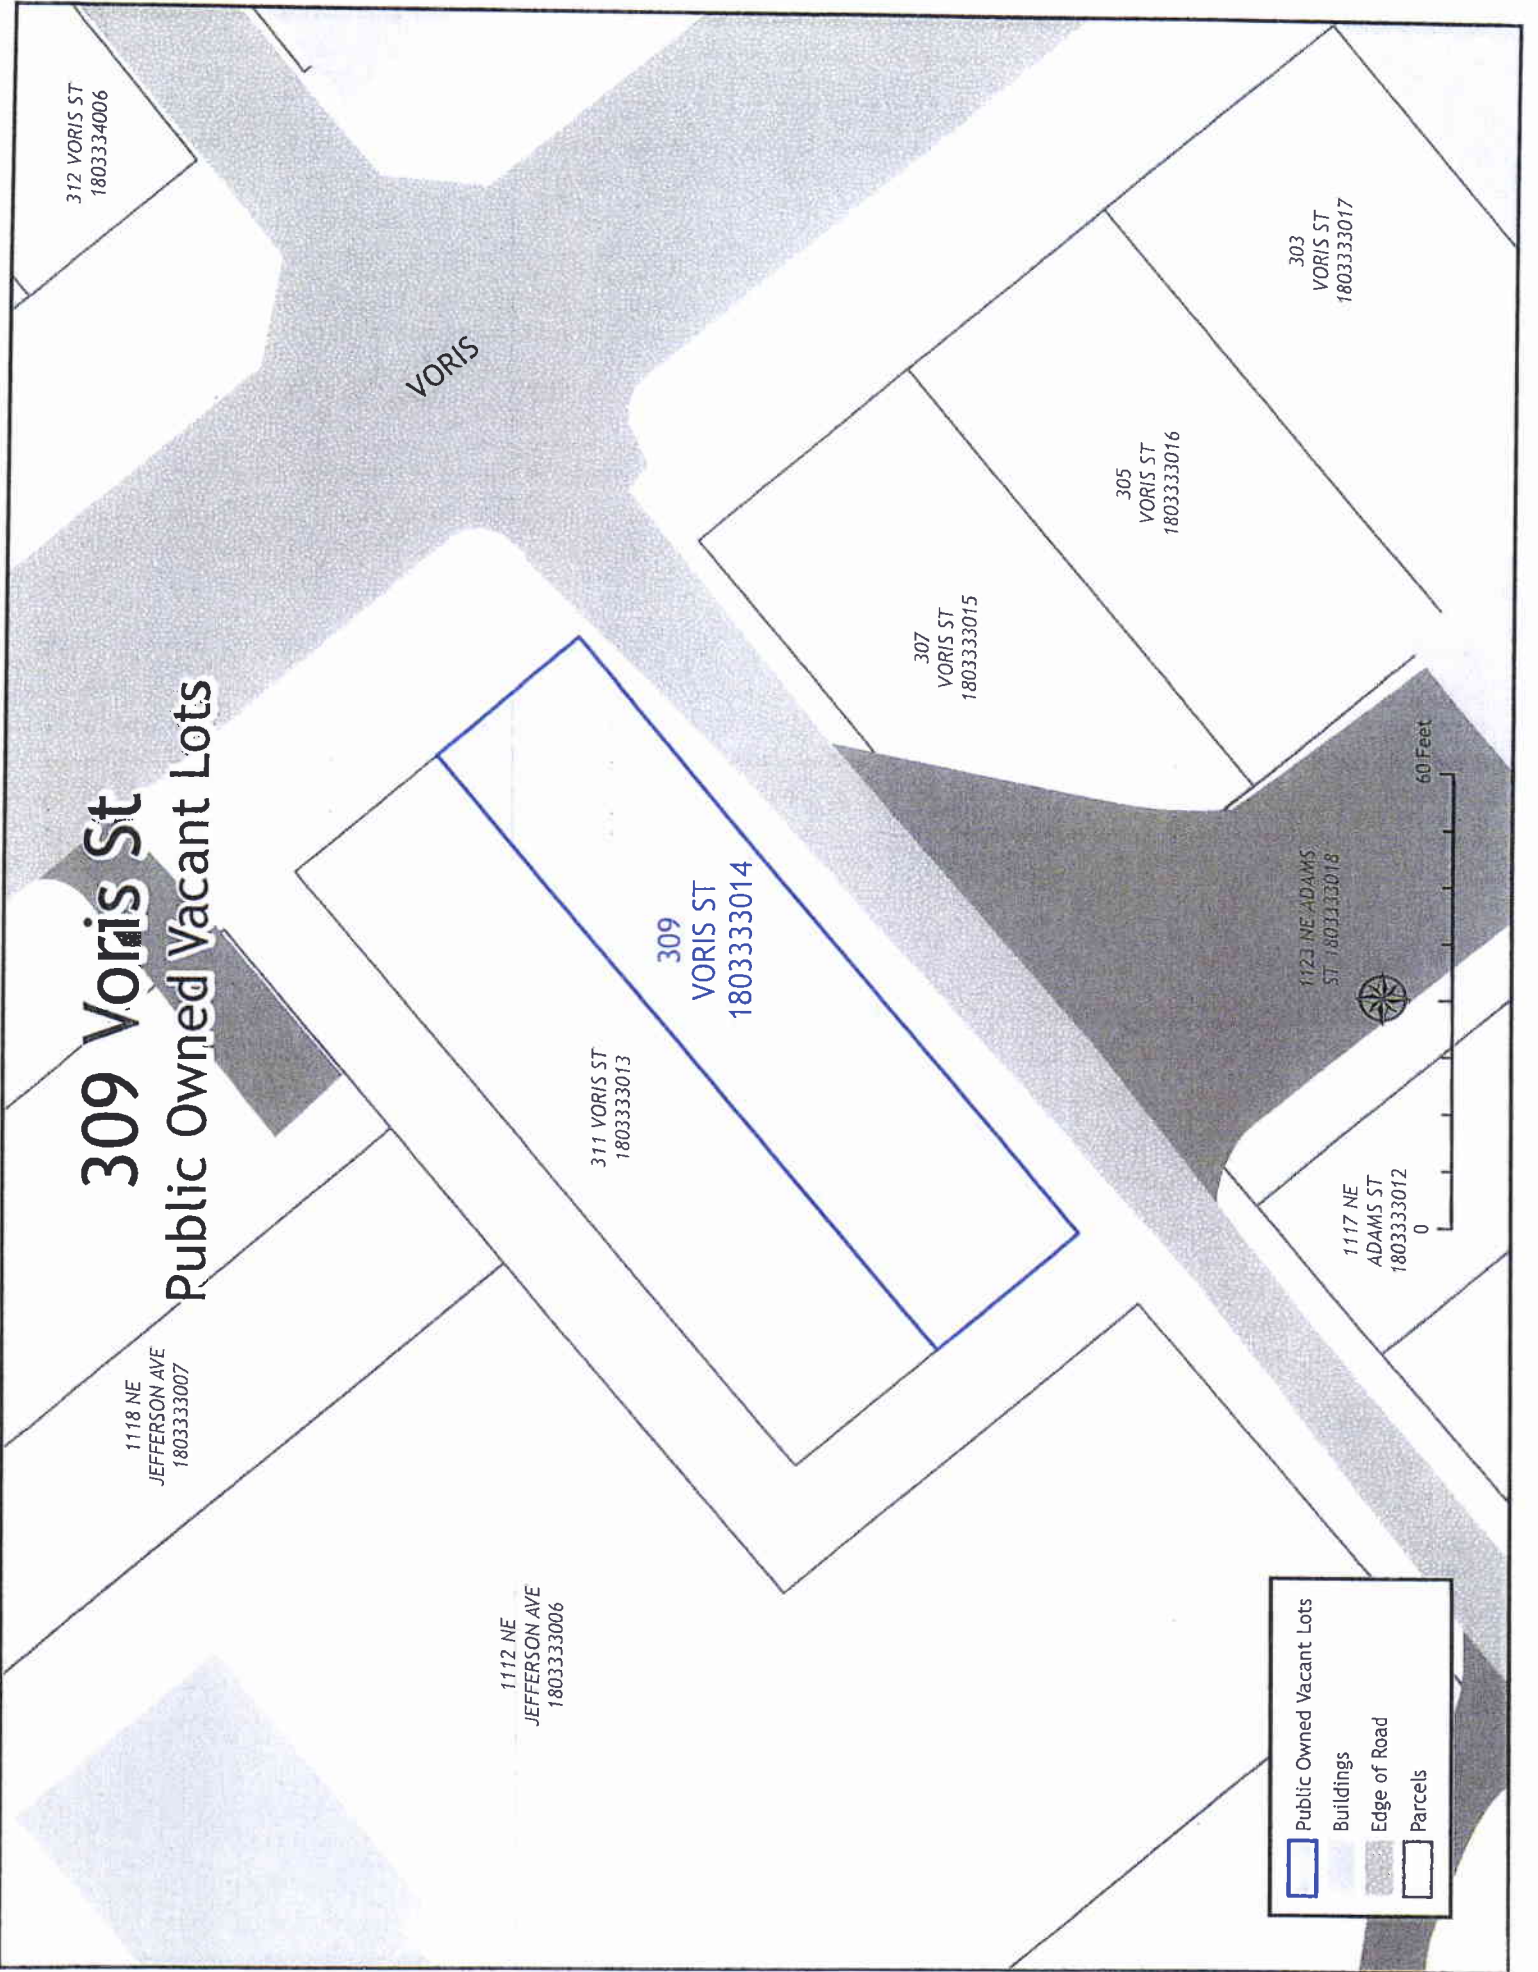 309 Voris St
Public Owned Vacant Lots
312 VORIS ST
1803334006
VORIS
1118 NE
JEFFERSON AVE
1803333007
311 VORIS ST
1803333013
309
VORIS ST
1803333014
307
VORIS ST
1803333015
305
VORIS ST
1803333016
303
VORIS ST
1803333017
1112 NE
JEFFERSON AVE
1803333006
1123 NE ADAMS
ST 1803333018
1117 NE
ADAMS ST
1803333012
0
60 Feet
Public Owned Vacant Lots
Buildings
Edge of Road
Parcels